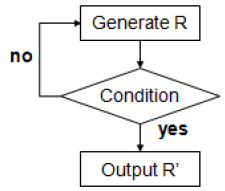 Generate R
no
Condition
yes
Output R'